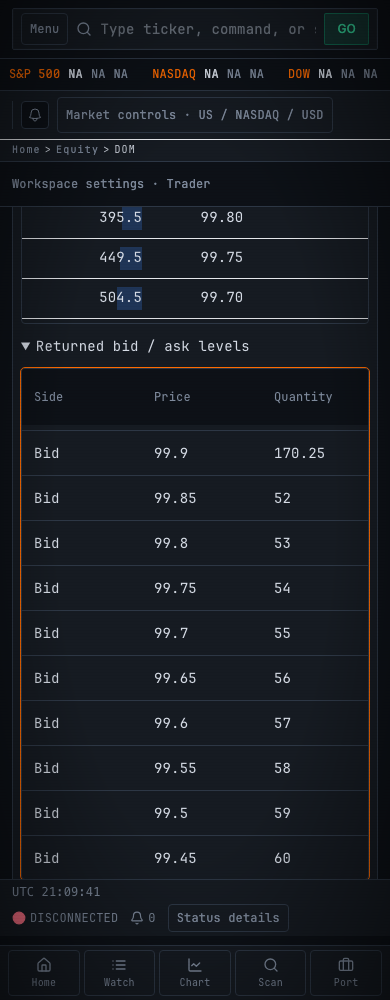 Menu Type ticker, command, or s GO
S&P 500 NA NA NA NASDAQ NA NA NA DOW NA NA NA
Market controls · US / NASDAQ / USD
Home > Equity > DOM
Workspace settings · Trader
395.5 99.80
449.5 99.75
504.5 99.70
▼ Returned bid / ask levels
Side Price Quantity
Bid 99.9 170.25
Bid 99.85 52
Bid 99.8 53
Bid 99.75 54
Bid 99.7 55
Bid 99.65 56
Bid 99.6 57
Bid 99.55 58
Bid 99.5 59
Bid 99.45 60
UTC 21:09:41
DISCONNECTED 0 Status details
Home Watch Chart Scan Port